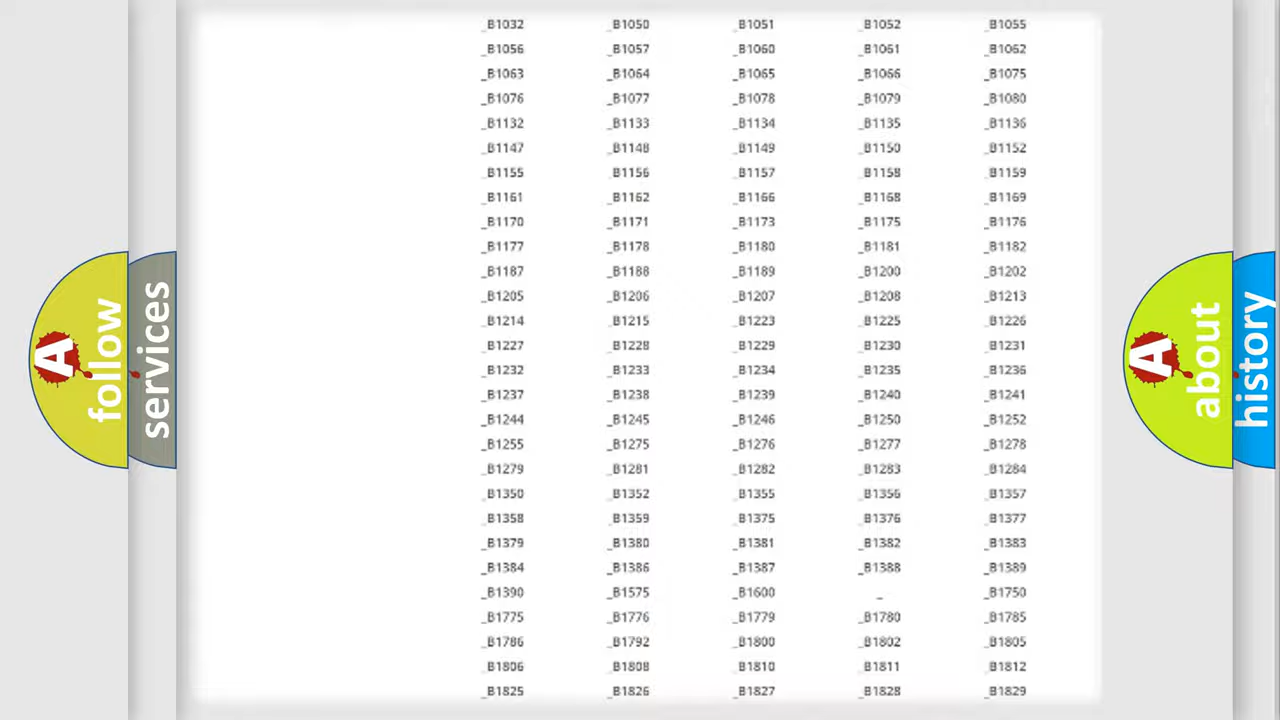 _B1032 _B1050 _B1051 _B1052 _B1055
_B1056 _B1057 _B1060 _B1061 _B1062
_B1063 _B1064 _B1065 _B1066 _B1075
_B1076 _B1077 _B1078 _B1079 _B1080
_B1132 _B1133 _B1134 _B1135 _B1136
_B1147 _B1148 _B1149 _B1150 _B1152
_B1155 _B1156 _B1157 _B1158 _B1159
_B1161 _B1162 _B1166 _B1168 _B1169
_B1170 _B1171 _B1173 _B1175 _B1176
_B1177 _B1178 _B1180 _B1181 _B1182
_B1187 _B1188 _B1189 _B1200 _B1202
_B1205 _B1206 _B1207 _B1208 _B1213
_B1214 _B1215 _B1223 _B1225 _B1226
_B1227 _B1228 _B1229 _B1230 _B1231
_B1232 _B1233 _B1234 _B1235 _B1236
_B1237 _B1238 _B1239 _B1240 _B1241
_B1244 _B1245 _B1246 _B1250 _B1252
_B1255 _B1275 _B1276 _B1277 _B1278
_B1279 _B1281 _B1282 _B1283 _B1284
_B1350 _B1352 _B1355 _B1356 _B1357
_B1358 _B1359 _B1375 _B1376 _B1377
_B1379 _B1380 _B1381 _B1382 _B1383
_B1384 _B1386 _B1387 _B1388 _B1389
_B1390 _B1575 _B1600 _ _B1750
_B1775 _B1776 _B1779 _B1780 _B1785
_B1786 _B1792 _B1800 _B1802 _B1805
_B1806 _B1808 _B1810 _B1811 _B1812
_B1825 _B1826 _B1827 _B1828 _B1829
A follow
services
A about
history